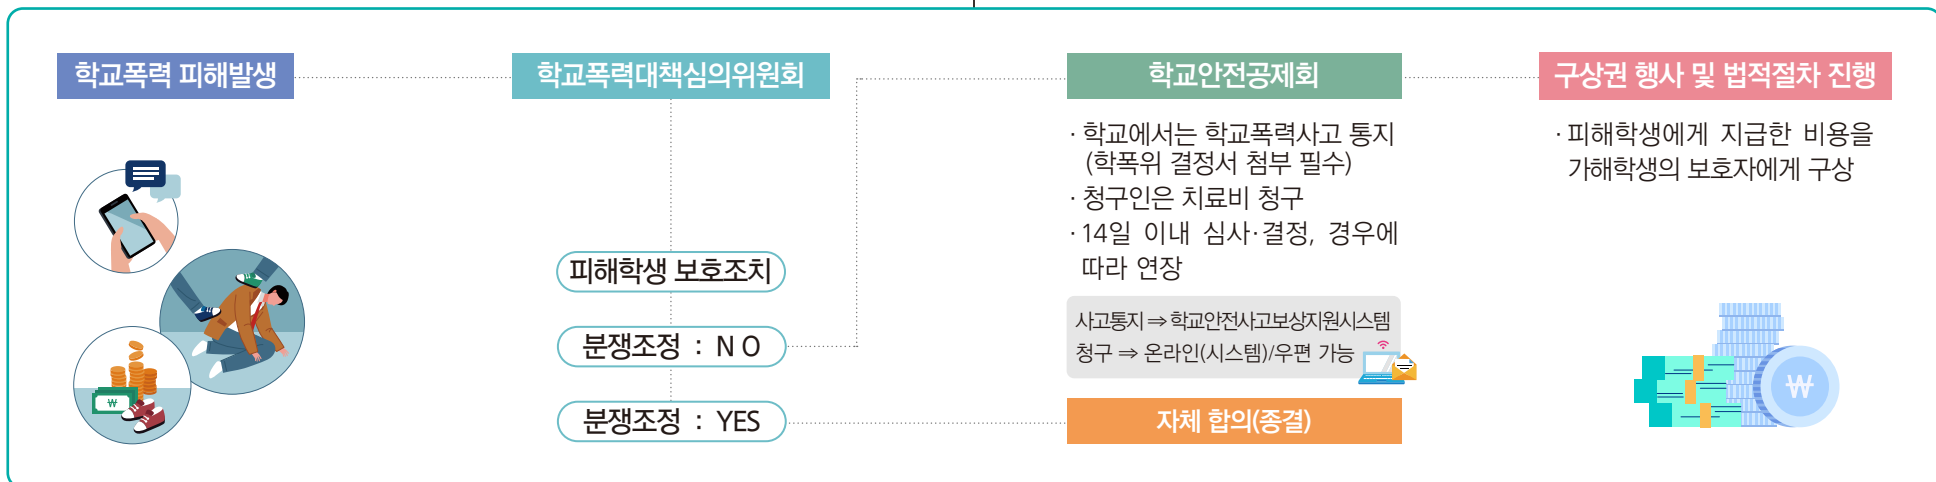 학교폭력 피해발생
학교폭력대책심의위원회
피해학생 보호조치
분쟁조정 : NO
분쟁조정 : YES
학교안전공제회
· 학교에서는 학교폭력사고 통지
(학폭위 결정서 첨부 필수)
· 청구인은 치료비 청구
· 14일 이내 심사·결정, 경우에
따라 연장
사고통지 ⇒ 학교안전사고보상지원시스템
청구 ⇒ 온라인(시스템)/우편 가능
자체 합의(종결)
구상권 행사 및 법적절차 진행
· 피해학생에게 지급한 비용을
가해학생의 보호자에게 구상
₩
₩